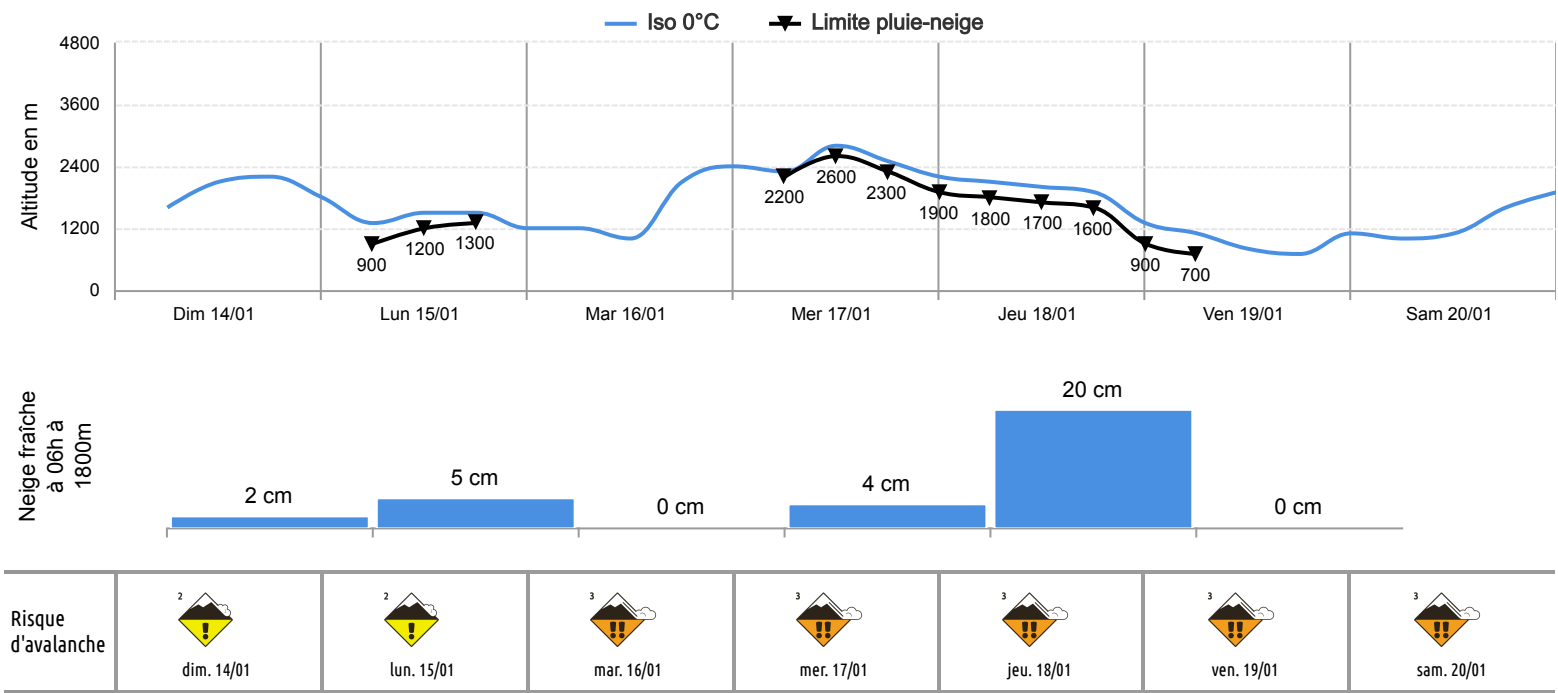 Iso 0°C Limite pluie-neige
Altitude en m
4800
3600
2400
1200
0
900 1200 1300 2200 2600 2300 1900 1800 1700 1600 900 700
Dim 14/01 Lun 15/01 Mar 16/01 Mer 17/01 Jeu 18/01 Ven 19/01 Sam 20/01
Neige fraîche
à 06h à
1800m
2 cm 5 cm 0 cm 4 cm 20 cm 0 cm
Risque
d'avalanche
2 2 3 3 3 3 3
! ! !! !! !! !! !!
dim. 14/01 lun. 15/01 mar. 16/01 mer. 17/01 jeu. 18/01 ven. 19/01 sam. 20/01